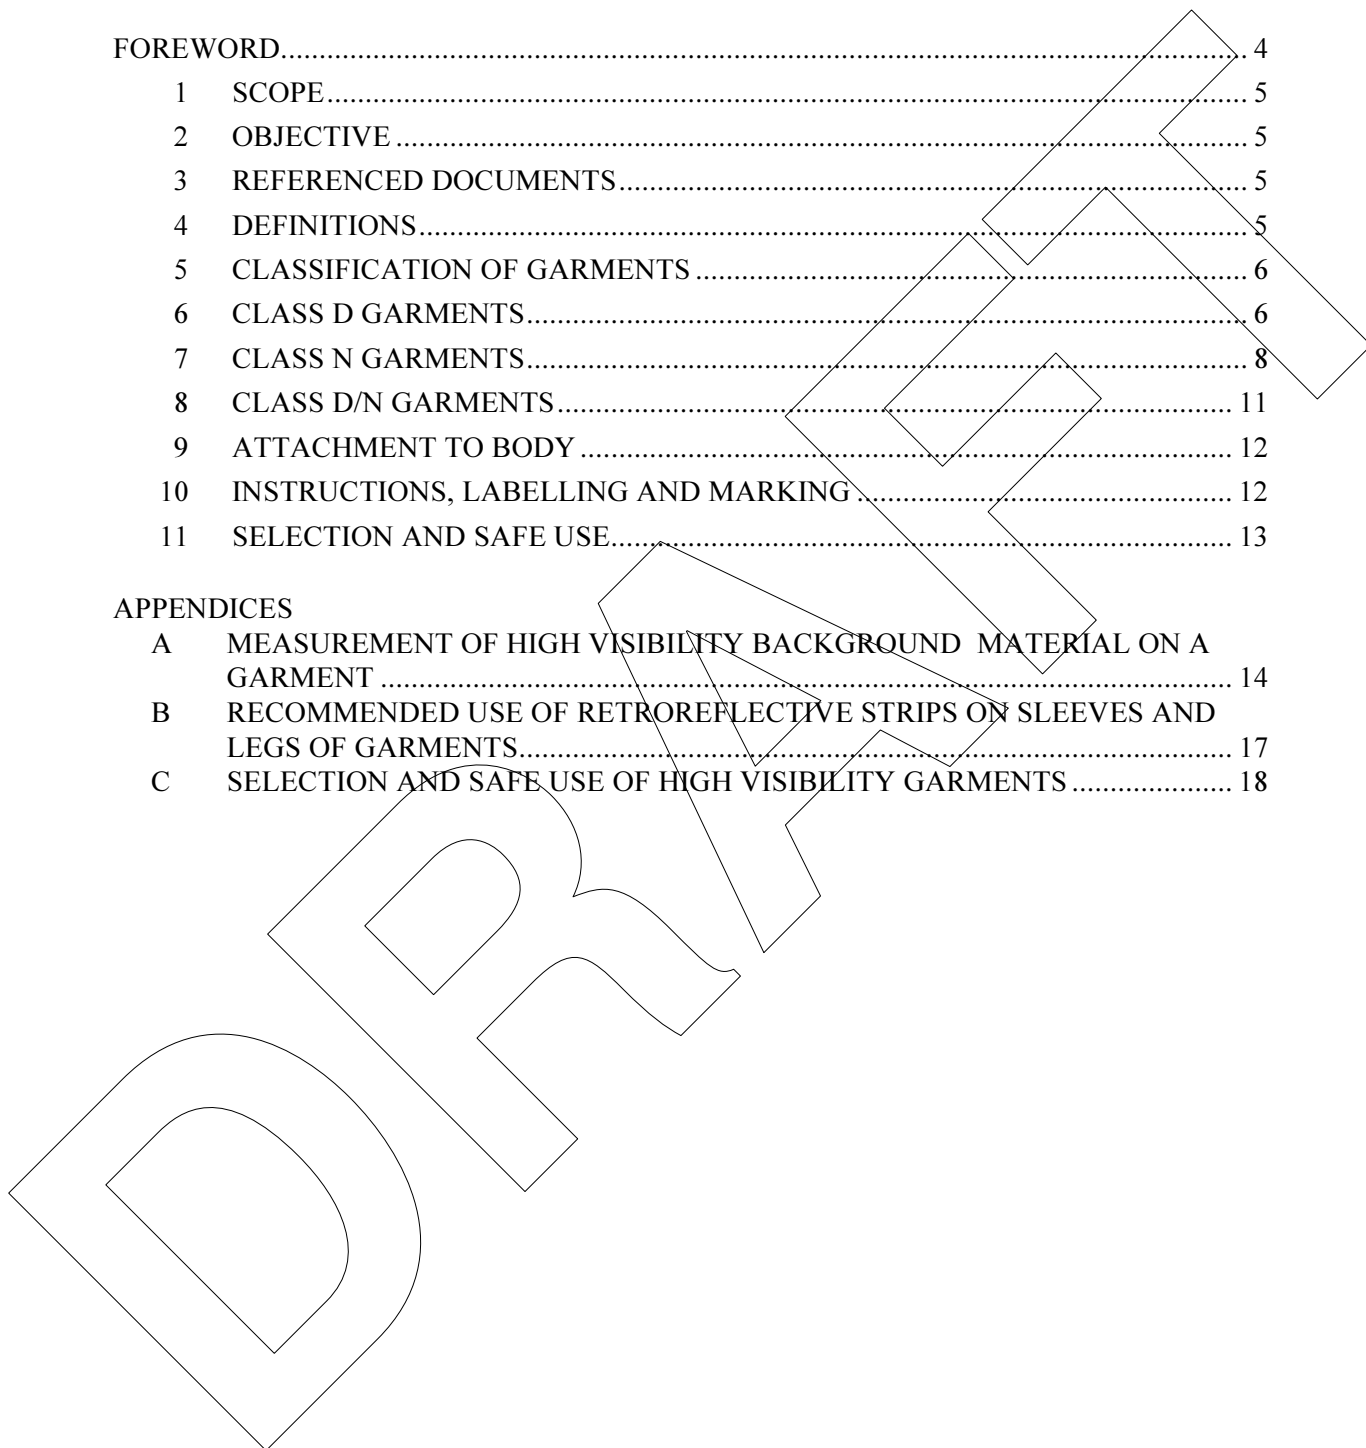 FOREWORD........................................................................................................ 4
1 SCOPE........................................................................................................ 5
2 OBJECTIVE ........................................................................................................ 5
3 REFERENCED DOCUMENTS........................................................................................................ 5
4 DEFINITIONS........................................................................................................ 5
5 CLASSIFICATION OF GARMENTS ........................................................................................................ 6
6 CLASS D GARMENTS........................................................................................................ 6
7 CLASS N GARMENTS........................................................................................................ 8
8 CLASS D/N GARMENTS........................................................................................................ 11
9 ATTACHMENT TO BODY ........................................................................................................ 12
10 INSTRUCTIONS, LABELLING AND MARKING ................................................... 12
11 SELECTION AND SAFE USE........................................................................................................ 13
APPENDICES
A MEASUREMENT OF HIGH VISIBILITY BACKGROUND MATERIAL ON A
GARMENT ........................................................................................................ 14
B RECOMMENDED USE OF RETROREFLECTIVE STRIPS ON SLEEVES AND
LEGS OF GARMENTS........................................................................................................ 17
C SELECTION AND SAFE USE OF HIGH VISIBILITY GARMENTS ...................... 18
DRAFT